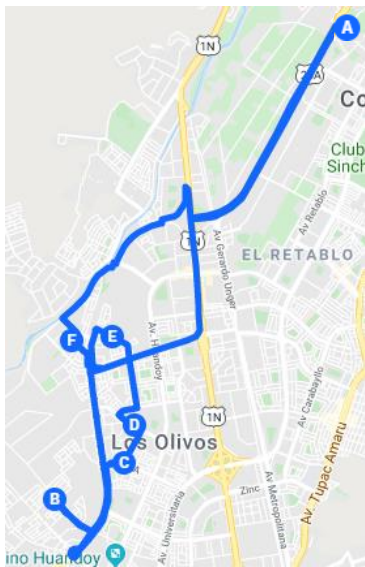 A
1N
20A
Co
Club
Sinch
Av Retablo
1N
Av Gerardo Unger
EL RETABLO
F
E
Av. Huandoy
Av Carabayllo
D
1N
Los Olivos
C
Av. Tupac Amaru
B
Zinc
Av. Universitaria
Av Metropolitana
ino Huandoy